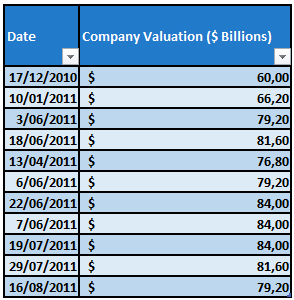 Date Company Valuation ($ Billions)
17/12/2010 $ 60,00
10/01/2011 $ 66,20
3/06/2011 $ 79,20
18/06/2011 $ 81,60
13/04/2011 $ 76,80
6/06/2011 $ 79,20
22/06/2011 $ 84,00
7/06/2011 $ 84,00
19/07/2011 $ 84,00
29/07/2011 $ 81,60
16/08/2011 $ 79,20